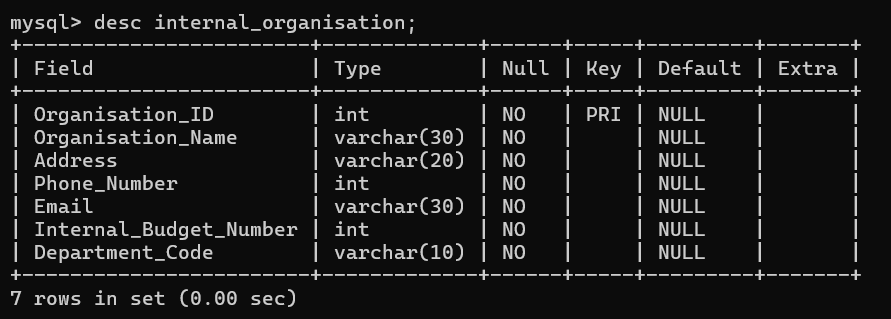 mysql> desc internal_organisation;
+------------------------+-------------+------+-----+---------+-------+
| Field                  | Type        | Null | Key | Default | Extra |
+------------------------+-------------+------+-----+---------+-------+
| Organisation_ID        | int         | NO   | PRI | NULL    |       |
| Organisation_Name      | varchar(30) | NO   |     | NULL    |       |
| Address                | varchar(20) | NO   |     | NULL    |       |
| Phone_Number           | int         | NO   |     | NULL    |       |
| Email                  | varchar(30) | NO   |     | NULL    |       |
| Internal_Budget_Number | int         | NO   |     | NULL    |       |
| Department_Code        | varchar(10) | NO   |     | NULL    |       |
+------------------------+-------------+------+-----+---------+-------+
7 rows in set (0.00 sec)